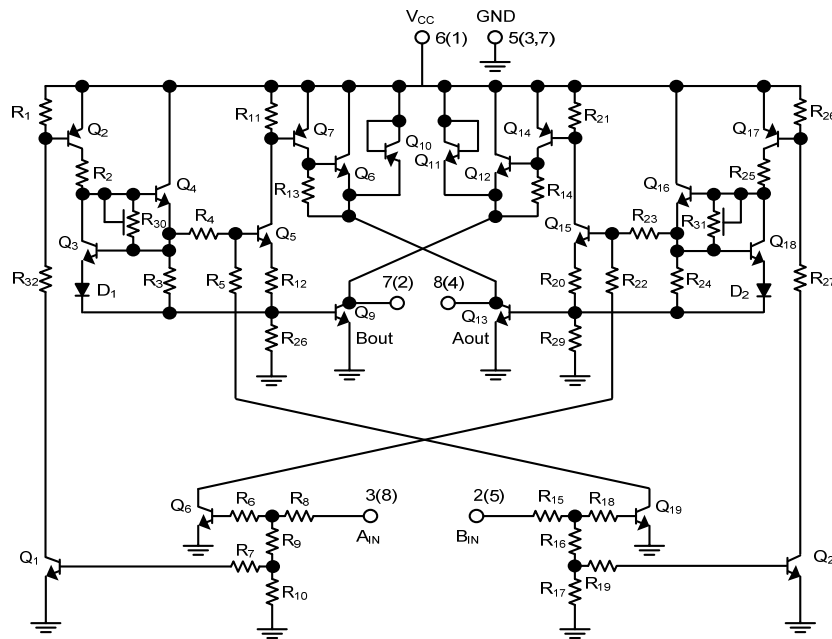 VCC GND
6(1) 5(3,7)
R1 Q2 R11 Q7 Q10 Q14 R21 Q17 R26
R2 Q4 Q6 Q11 Q12 Q16 R25
R13 R14
R30 R4 Q5 Q15 R23 R31
Q3 Q18
R32 D1 R3 R5 R12 R20 R22 R24 D2 R27
7(2) 8(4)
Q9 Q13
R26 Bout Aout R29
3(8) 2(5)
Q6 R6 R8 R15 R18 Q19
AIN BIN
R9 R16
Q1 R7 Q2
R10 R17 R19